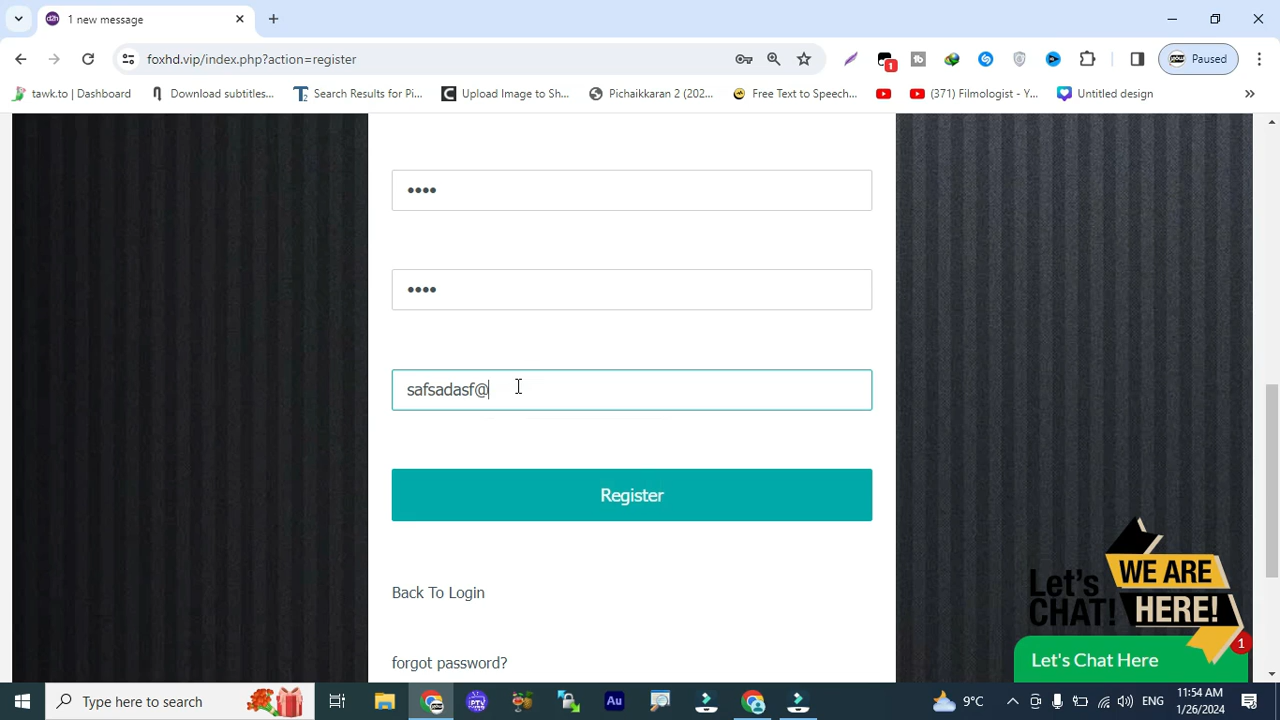 1 new message
foxhd.vip/index.php?action=register
1
Paused
tawk.to | Dashboard
Download subtitles...
Search Results for Pi...
Upload Image to Sh...
Pichaikkaran 2 (202...
Free Text to Speech...
(371) Filmologist - Y...
Untitled design
••••
••••
safsadasf@
Register
Back To Login
forgot password?
Let's CHAT!
WE ARE HERE!
1
Let's Chat Here
Type here to search
9°C
ENG
11:54 AM
1/26/2024